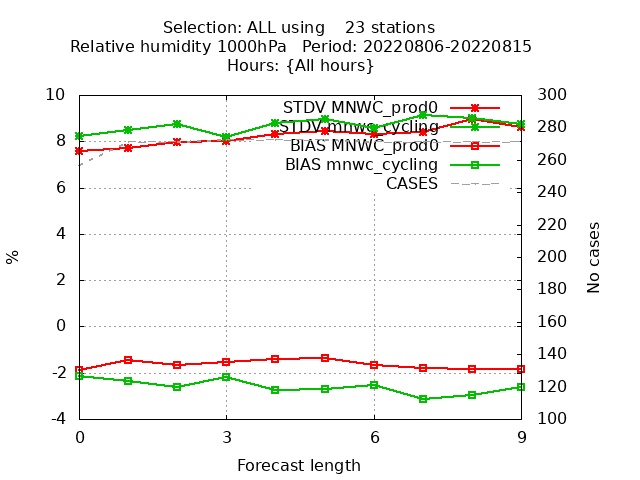 Selection: ALL using    23 stations
Relative humidity 1000hPa   Period: 20220806-20220815
Hours: {All hours}
STDV MNWC_prod0
STDV mnwc_cycling
BIAS MNWC_prod0
BIAS mnwc_cycling
CASES
10
8
6
4
2
0
-2
-4
%
300
280
260
240
220
200
180
160
140
120
100
No cases
0
3
6
9
Forecast length